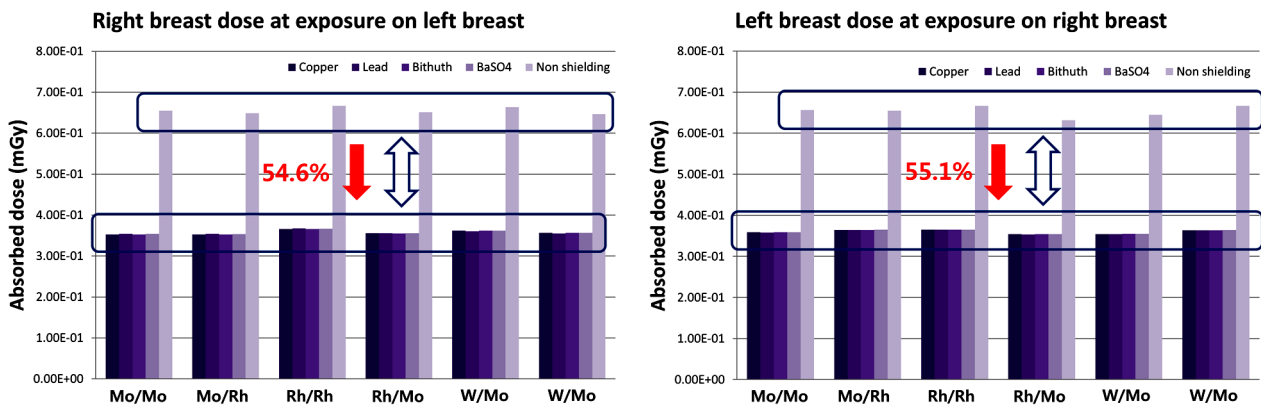 Right breast dose at exposure on left breast
8.00E-01
7.00E-01
6.00E-01
5.00E-01
4.00E-01
3.00E-01
2.00E-01
1.00E-01
0.00E+00
Absorbed dose (mGy)
Copper Lead Bithuth BaSO4 Non shielding
54.6%
Mo/Mo Mo/Rh Rh/Rh Rh/Mo W/Mo W/Mo
Left breast dose at exposure on right breast
8.00E-01
7.00E-01
6.00E-01
5.00E-01
4.00E-01
3.00E-01
2.00E-01
1.00E-01
0.00E+00
Absorbed dose (mGy)
Copper Lead Bithuth BaSO4 Non shielding
55.1%
Mo/Mo Mo/Rh Rh/Rh Rh/Mo W/Mo W/Mo